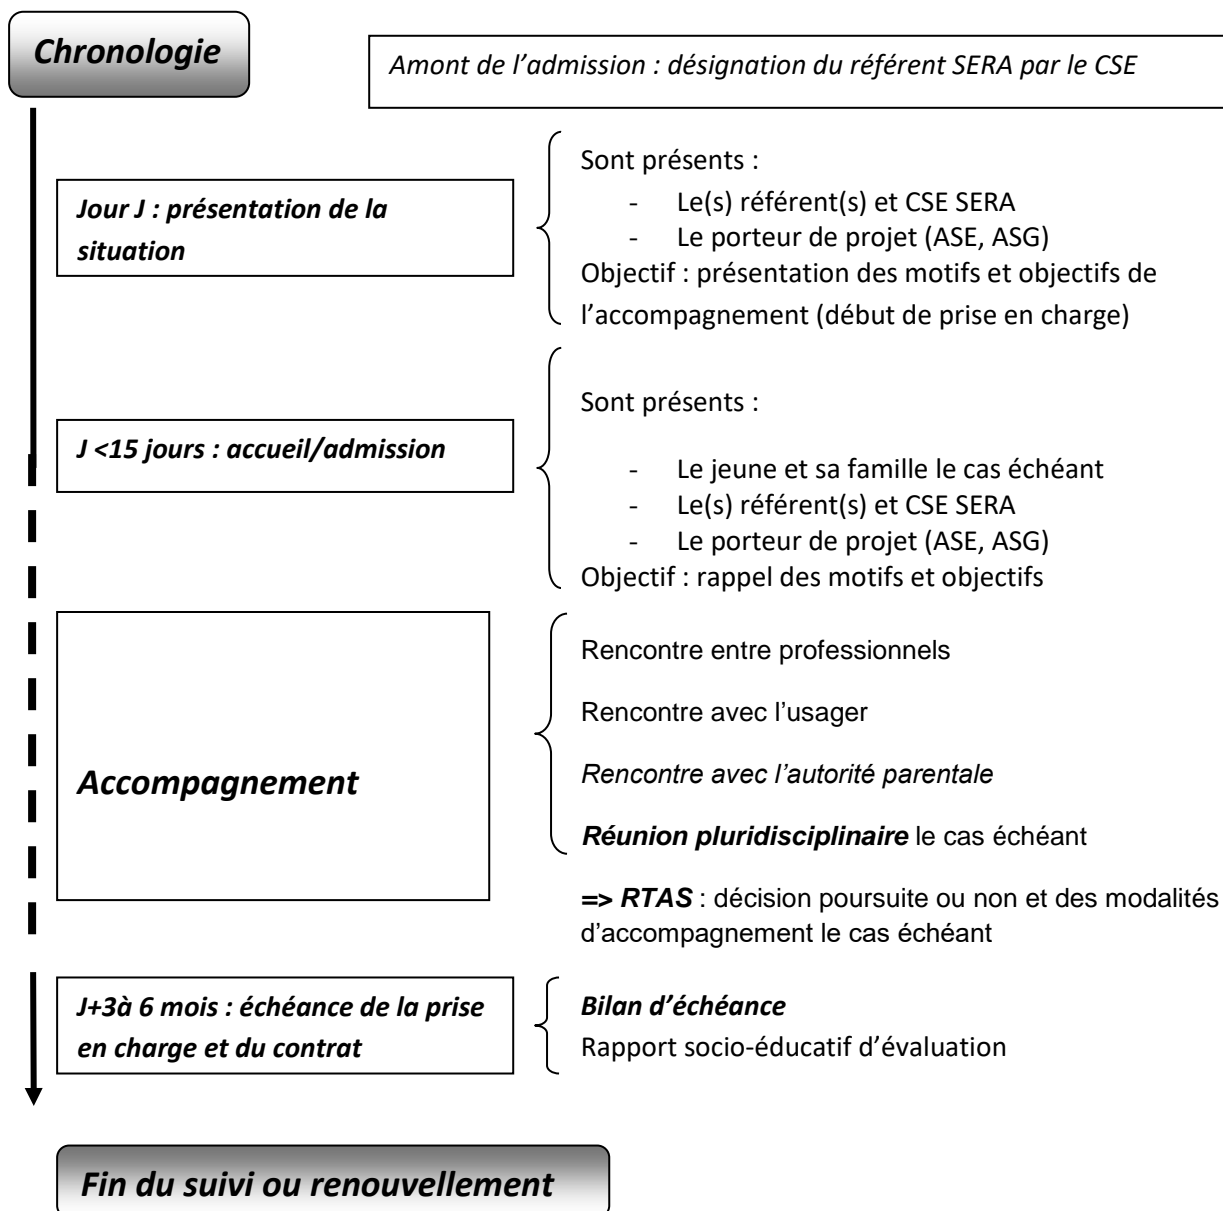 Chronologie
Amont de l’admission : désignation du référent SERA par le CSE
Jour J : présentation de la
situation
Sont présents :
- Le(s) référent(s) et CSE SERA
- Le porteur de projet (ASE, ASG)
Objectif : présentation des motifs et objectifs de
l’accompagnement (début de prise en charge)
J <15 jours : accueil/admission
Sont présents :
- Le jeune et sa famille le cas échéant
- Le(s) référent(s) et CSE SERA
- Le porteur de projet (ASE, ASG)
Objectif : rappel des motifs et objectifs
Accompagnement
Rencontre entre professionnels
Rencontre avec l’usager
Rencontre avec l’autorité parentale
Réunion pluridisciplinaire le cas échéant
=> RTAS : décision poursuite ou non et des modalités
d’accompagnement le cas échéant
J+3à 6 mois : échéance de la prise
en charge et du contrat
Bilan d’échéance
Rapport socio-éducatif d’évaluation
Fin du suivi ou renouvellement